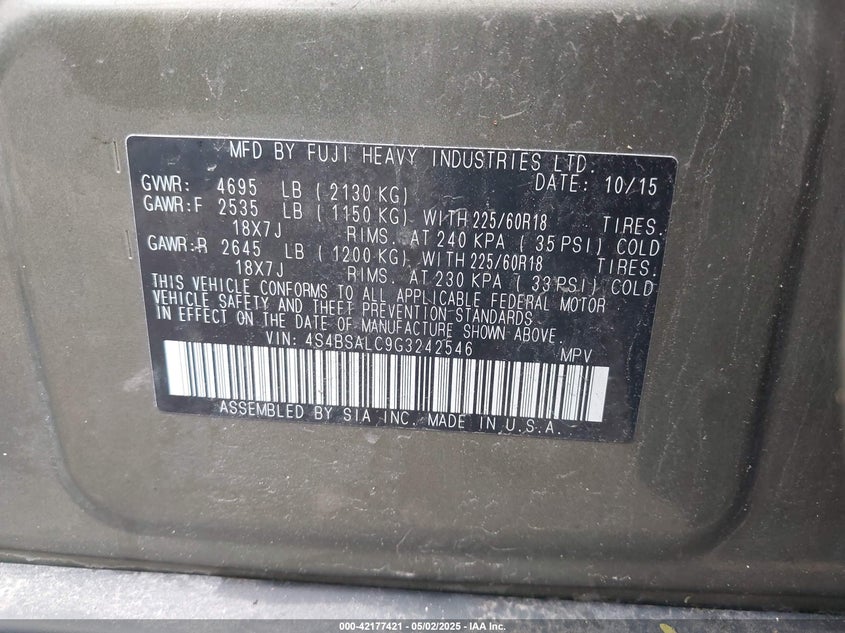 MFD BY FUJI HEAVY INDUSTRIES LTD.
GVWR: 4695 LB ( 2130 KG) DATE: 10/15
GAWR:F 2535 LB ( 1150 KG) WITH 225/60R18 TIRES.
18X7J RIMS. AT 240 KPA ( 35 PSI) COLD
GAWR:R 2645 LB ( 1200 KG) WITH 225/60R18 TIRES.
18X7J RIMS. AT 230 KPA ( 33 PSI) COLD
THIS VEHICLE CONFORMS TO ALL APPLICABLE FEDERAL MOTOR
VEHICLE SAFETY AND THEFT PREVENTION STANDARDS
IN EFFECT ON THE DATE OF MANUFACTURE SHOWN ABOVE.
VIN: 4S4BSALC9G3242546 MPV
ASSEMBLED BY SIA INC. MADE IN U.S.A.
000-42177421 - 05/02/2025 - IAA Inc.